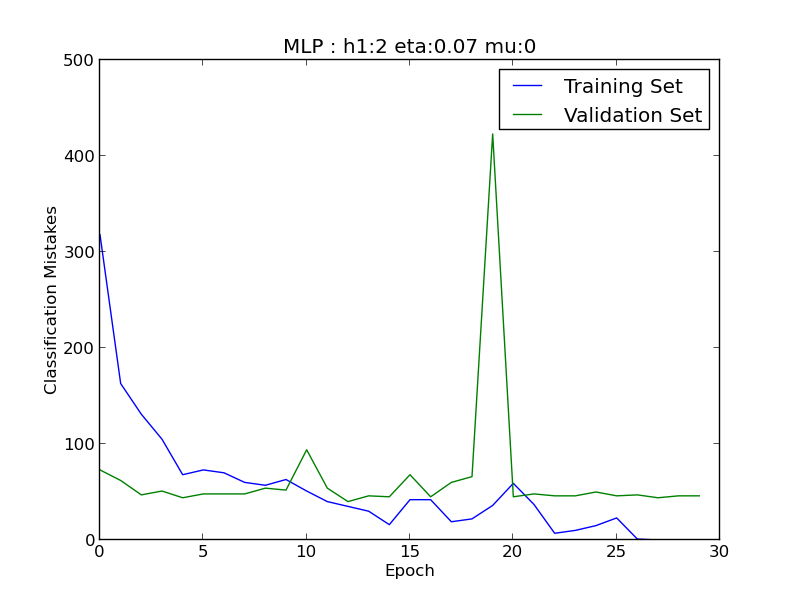 MLP : h1:2 eta:0.07 mu:0
Training Set
Validation Set
Classification Mistakes
500
400
300
200
100
0
0 5 10 15 20 25 30
Epoch